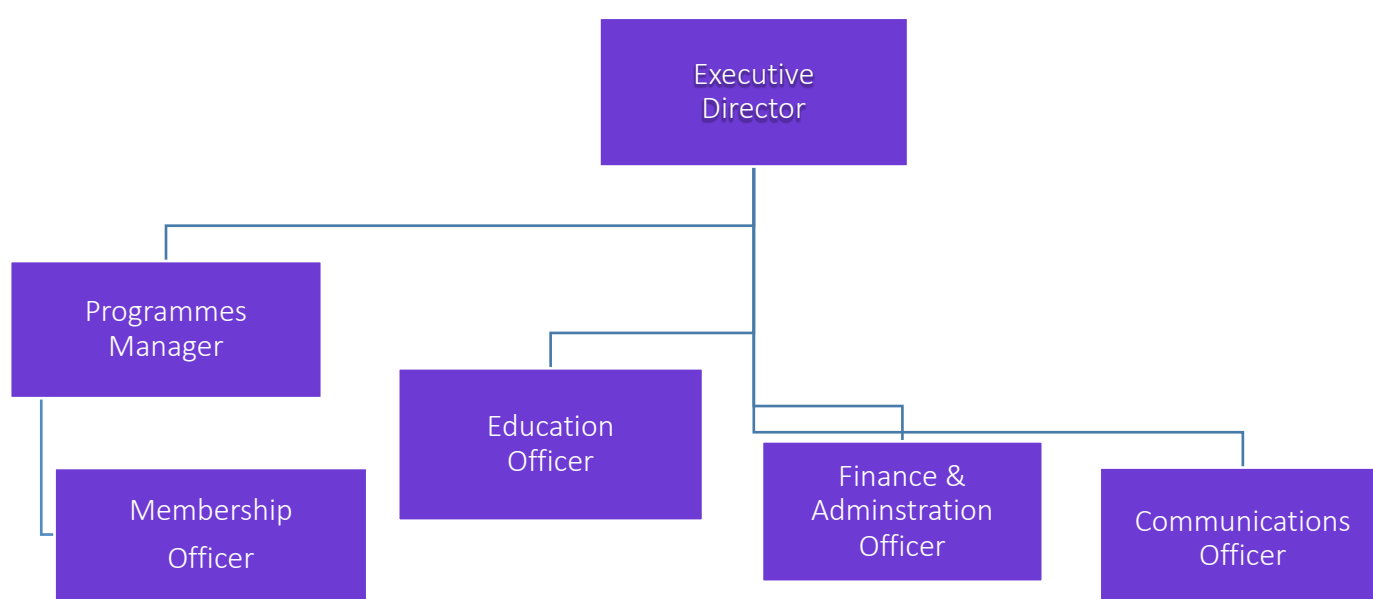 Executive
Director
Programmes
Manager
Education
Officer
Finance &
Adminstration
Officer
Communications
Officer
Membership
Officer